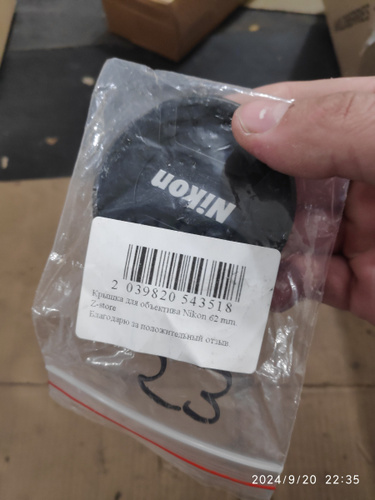 Nikon
2 039820 543518
Крышка для объектива Nikon 62 mm
Z-store
Благодарю за положительный отзыв
23
2024/9/20 22:35